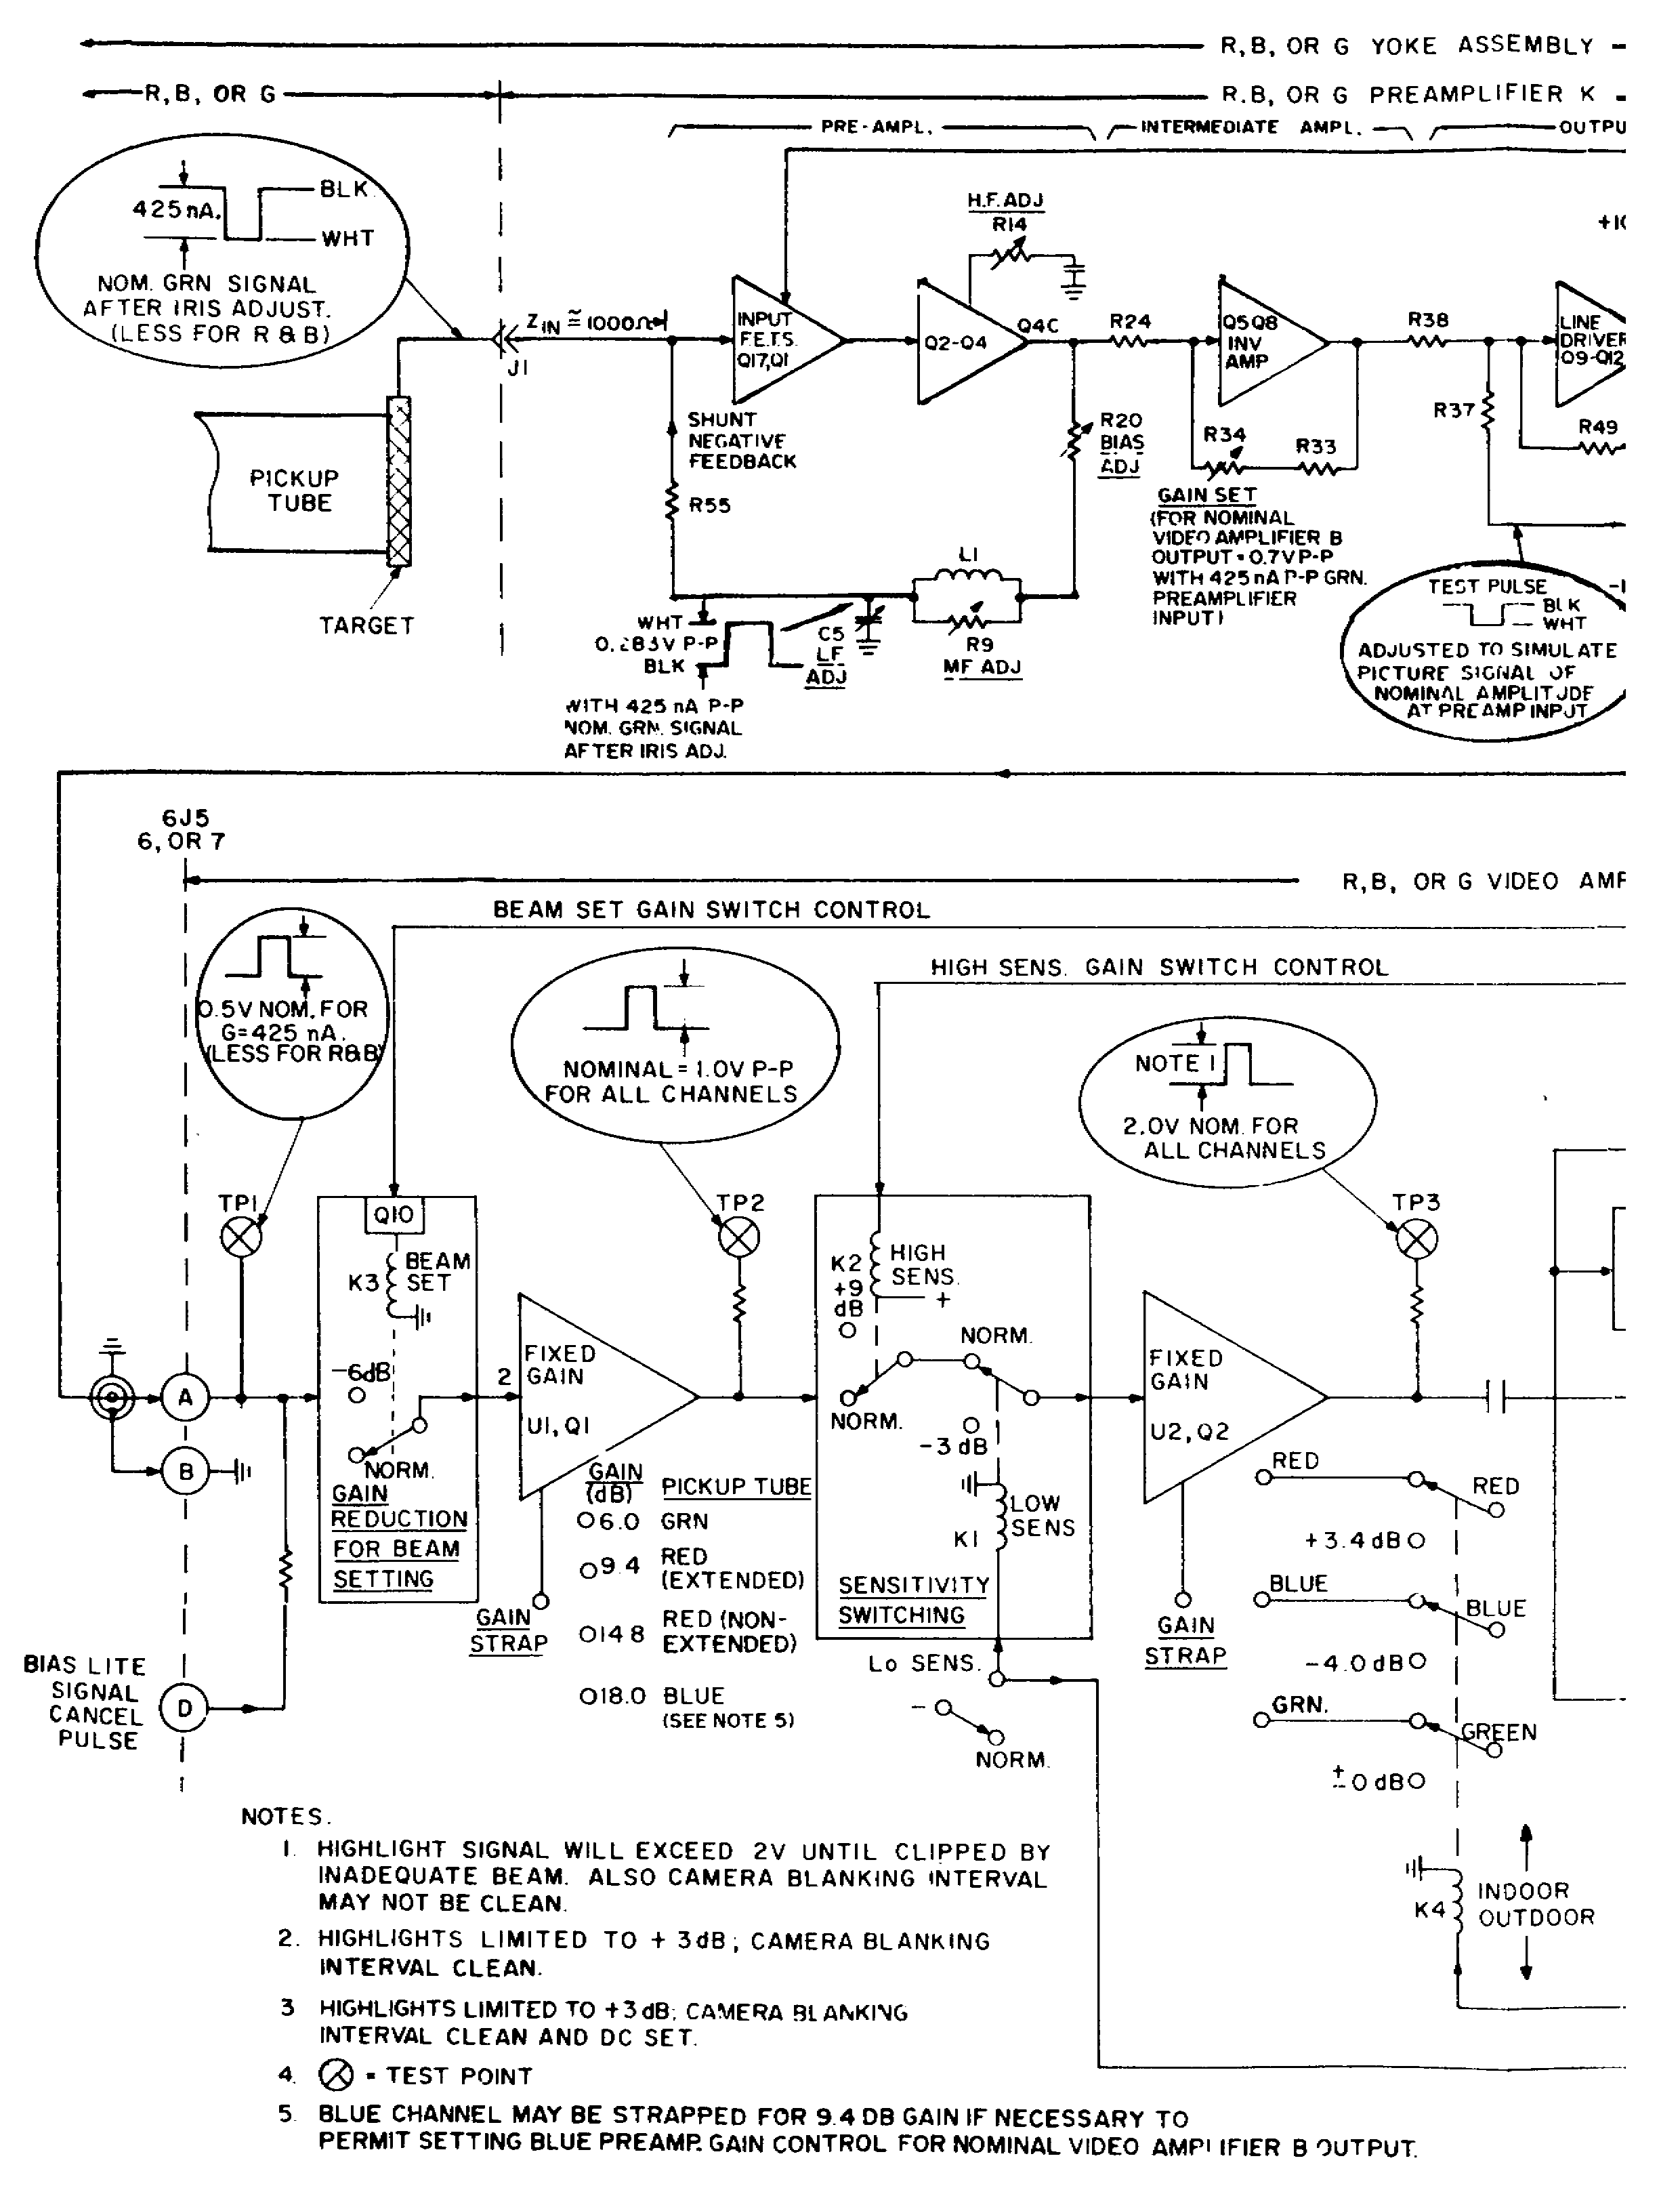 R,B, OR G YOKE ASSEMBLY
R,B, OR G
R.B, OR G PREAMPLIFIER K
PRE-AMPL.
INTERMEDIATE AMPL.
OUTPU
BLK.
425nA.
WHT
NOM. GRN SIGNAL
AFTER IRIS ADJUST.
(LESS FOR R & B)
H.F. ADJ
R14
ZIN ≅ 1000Ω
J1
INPUT
F.E.T.S.
Q17,Q1
Q2-Q4
Q4C
R24
Q5Q8
INV
AMP
R38
LINE
DRIVER
Q9-Q12
R37
R49
SHUNT
NEGATIVE
FEEDBACK
R55
R20
BIAS
ADJ
R34
R33
GAIN SET
(FOR NOMINAL
VIDEO AMPLIFIER B
OUTPUT = 0.7V P-P
WITH 425nA P-P GRN.
PREAMPLIFIER
INPUT)
PICKUP
TUBE
TARGET
L1
R9
MF ADJ
C5
LF
ADJ
WHT
0.283V P-P
BLK
WITH 425 nA P-P
NOM. GRN. SIGNAL
AFTER IRIS ADJ.
TEST PULSE
BLK
WHT
ADJUSTED TO SIMULATE
PICTURE SIGNAL OF
NOMINAL AMPLITUDE
AT PREAMP INPUT
6J5
6, OR 7
R,B, OR G VIDEO AMP
BEAM SET GAIN SWITCH CONTROL
HIGH SENS. GAIN SWITCH CONTROL
0.5V NOM. FOR
G=425 nA.
(LESS FOR R&B)
NOMINAL = 1.0V P-P
FOR ALL CHANNELS
NOTE 1
2.0V NOM. FOR
ALL CHANNELS
TP1
TP2
TP3
Q10
K3
BEAM
SET
-6dB
NORM.
GAIN
REDUCTION
FOR BEAM
SETTING
A
B
D
BIAS LITE
SIGNAL
CANCEL
PULSE
2
FIXED
GAIN
U1, Q1
GAIN
STRAP
GAIN
(dB)
PICKUP TUBE
6.0 GRN
9.4 RED
(EXTENDED)
14 8 RED (NON-
EXTENDED)
18.0 BLUE
(SEE NOTE 5)
K2
+9
dB
HIGH
SENS.
+
NORM.
NORM.
-3 dB
LOW
SENS
K1
SENSITIVITY
SWITCHING
Lo SENS.
-
NORM.
FIXED
GAIN
U2, Q2
GAIN
STRAP
RED
RED
+3.4 dB
BLUE
BLUE
-4.0 dB
GRN.
GREEN
±0 dB
K4
INDOOR
OUTDOOR
NOTES.
1. HIGHLIGHT SIGNAL WILL EXCEED 2V UNTIL CLIPPED BY
INADEQUATE BEAM. ALSO CAMERA BLANKING INTERVAL
MAY NOT BE CLEAN.
2. HIGHLIGHTS LIMITED TO + 3dB; CAMERA BLANKING
INTERVAL CLEAN.
3 HIGHLIGHTS LIMITED TO +3dB; CAMERA BLANKING
INTERVAL CLEAN AND DC SET.
4. = TEST POINT
5. BLUE CHANNEL MAY BE STRAPPED FOR 9.4 DB GAIN IF NECESSARY TO
PERMIT SETTING BLUE PREAMP. GAIN CONTROL FOR NOMINAL VIDEO AMPLIFIER B OUTPUT.